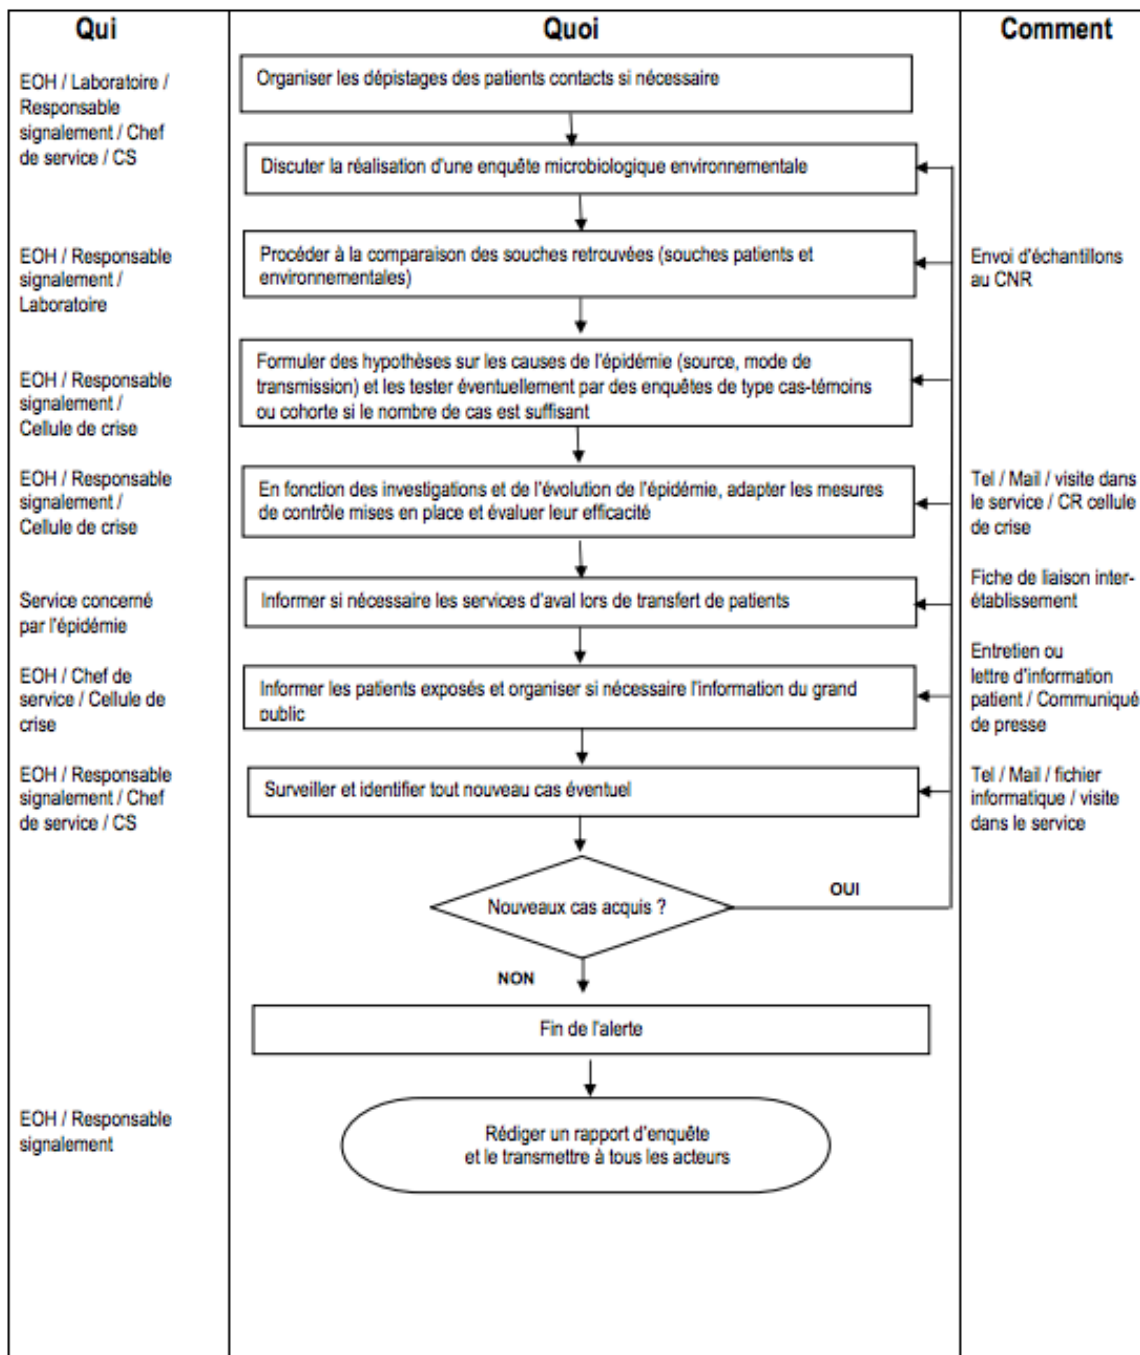 Qui
Quoi
Comment
EOH / Laboratoire /
Responsable
signalement / Chef
de service / CS
Organiser les dépistages des patients contacts si nécessaire
Discuter la réalisation d'une enquête microbiologique environnementale
EOH / Responsable
signalement /
Laboratoire
Procéder à la comparaison des souches retrouvées (souches patients et
environnementales)
Envoi d'échantillons
au CNR
EOH / Responsable
signalement /
Cellule de crise
Formuler des hypothèses sur les causes de l'épidémie (source, mode de
transmission) et les tester éventuellement par des enquêtes de type cas-témoins
ou cohorte si le nombre de cas est suffisant
EOH / Responsable
signalement /
Cellule de crise
En fonction des investigations et de l'évolution de l'épidémie, adapter les mesures
de contrôle mises en place et évaluer leur efficacité
Tel / Mail / visite dans
le service / CR cellule
de crise
Service concerné
par l'épidémie
Informer si nécessaire les services d'aval lors de transfert de patients
Fiche de liaison inter-
établissement
EOH / Chef de
service / Cellule de
crise
Informer les patients exposés et organiser si nécessaire l'information du grand
public
Entretien ou
lettre d'information
patient / Communiqué
de presse
EOH / Responsable
signalement / Chef
de service / CS
Surveiller et identifier tout nouveau cas éventuel
Tel / Mail / fichier
informatique / visite
dans le service
Nouveaux cas acquis ?
OUI
NON
Fin de l'alerte
EOH / Responsable
signalement
Rédiger un rapport d'enquête
et le transmettre à tous les acteurs